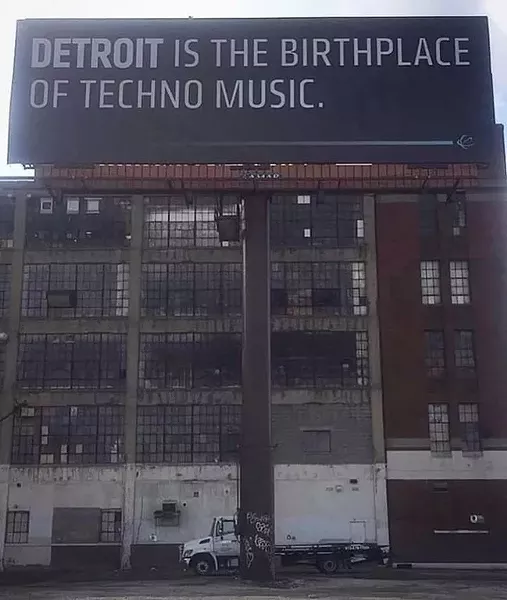 DETROIT IS THE BIRTHPLACE
OF TECHNO MUSIC.